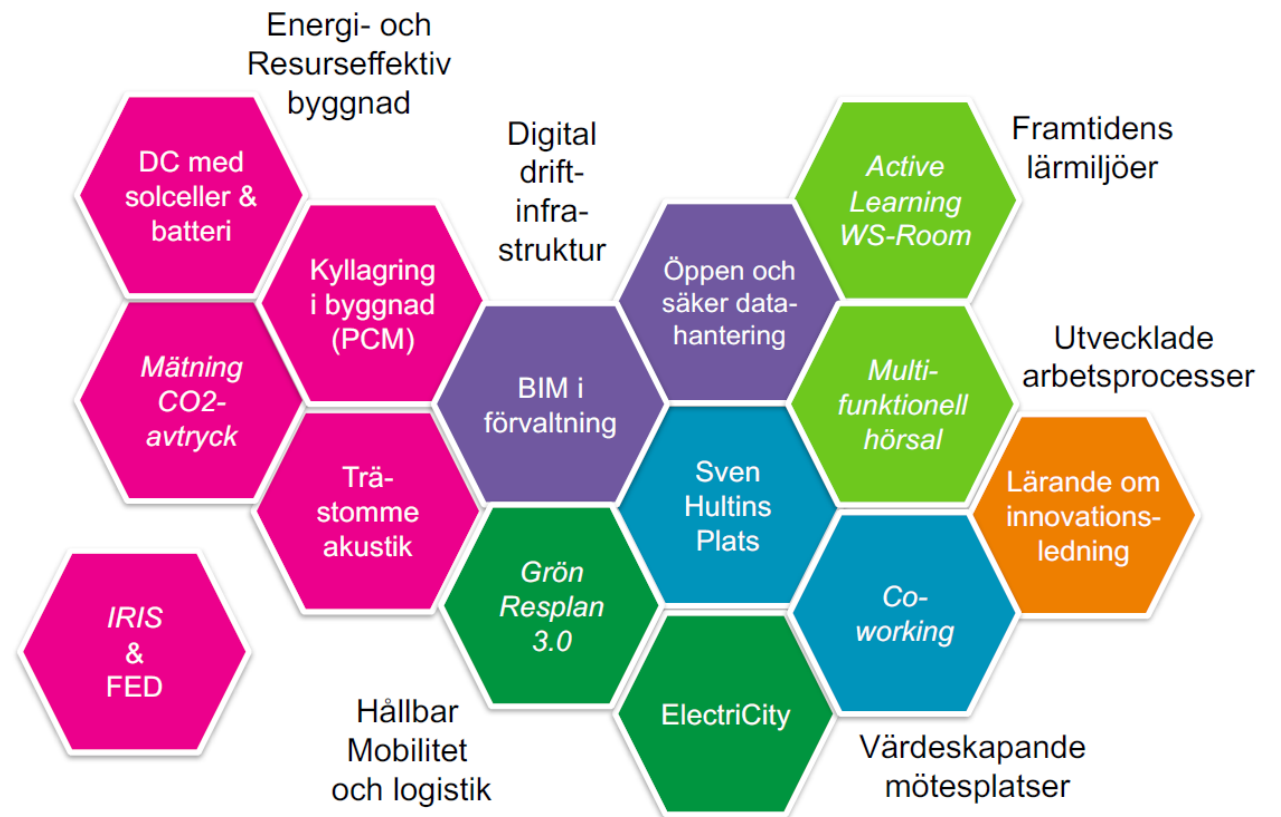 Energi- och
Resurseffektiv
byggnad
DC med
solceller &
batteri
Kyllagring
i byggnad
(PCM)
Mätning
CO2-
avtryck
Trä-
stomme
akustik
IRIS
&
FED
Digital
drift-
infra-
struktur
BIM i
förvaltning
Öppen och
säker data-
hantering
Framtidens
lärmiljöer
Active
Learning
WS-Room
Multi-
funktionell
hörsal
Utvecklade
arbetsprocesser
Lärande om
innovations-
ledning
Sven
Hultins
Plats
Co-
working
Värdeskapande
mötesplatser
Grön
Resplan
3.0
ElectriCity
Hållbar
Mobilitet
och logistik